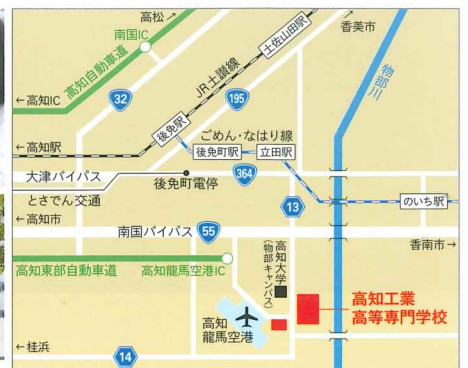 高松→
南国IC
香美市
高知自動車道
土佐山田駅
物部川
JR土讃線
←高知IC
32
195
後免駅
ごめん・なはり線
←高知駅
後免町駅
立田駅
大津バイパス
後免町電停
364
とさでん交通
のいち駅
←高知市
13
南国バイパス
55
香南市→
高知大学
(物部キャンパス)
高知東部自動車道
高知龍馬空港IC
高知工業
高等専門学校
高知
龍馬空港
←桂浜
14